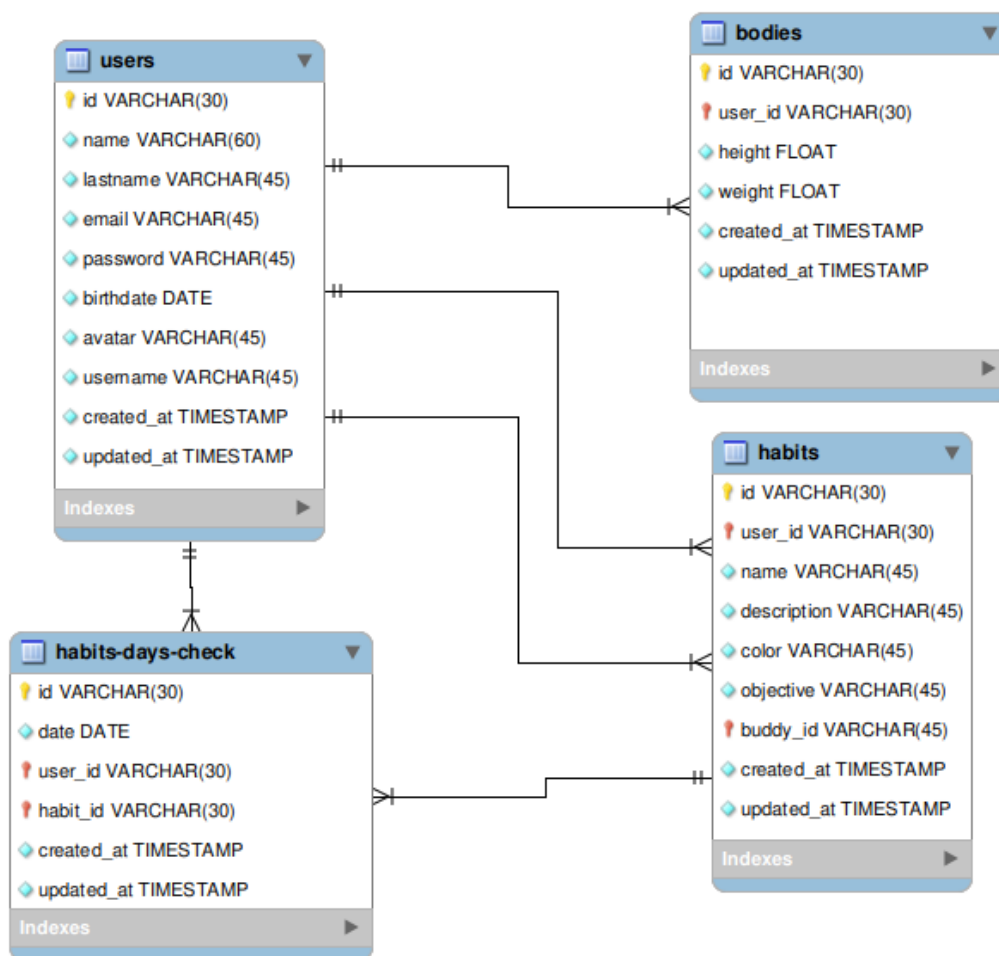 users
id VARCHAR(30)
name VARCHAR(60)
lastname VARCHAR(45)
email VARCHAR(45)
password VARCHAR(45)
birthdate DATE
avatar VARCHAR(45)
username VARCHAR(45)
created_at TIMESTAMP
updated_at TIMESTAMP
Indexes
bodies
id VARCHAR(30)
user_id VARCHAR(30)
height FLOAT
weight FLOAT
created_at TIMESTAMP
updated_at TIMESTAMP
Indexes
habits
id VARCHAR(30)
user_id VARCHAR(30)
name VARCHAR(45)
description VARCHAR(45)
color VARCHAR(45)
objective VARCHAR(45)
buddy_id VARCHAR(45)
created_at TIMESTAMP
updated_at TIMESTAMP
Indexes
habits-days-check
id VARCHAR(30)
date DATE
user_id VARCHAR(30)
habit_id VARCHAR(30)
created_at TIMESTAMP
updated_at TIMESTAMP
Indexes